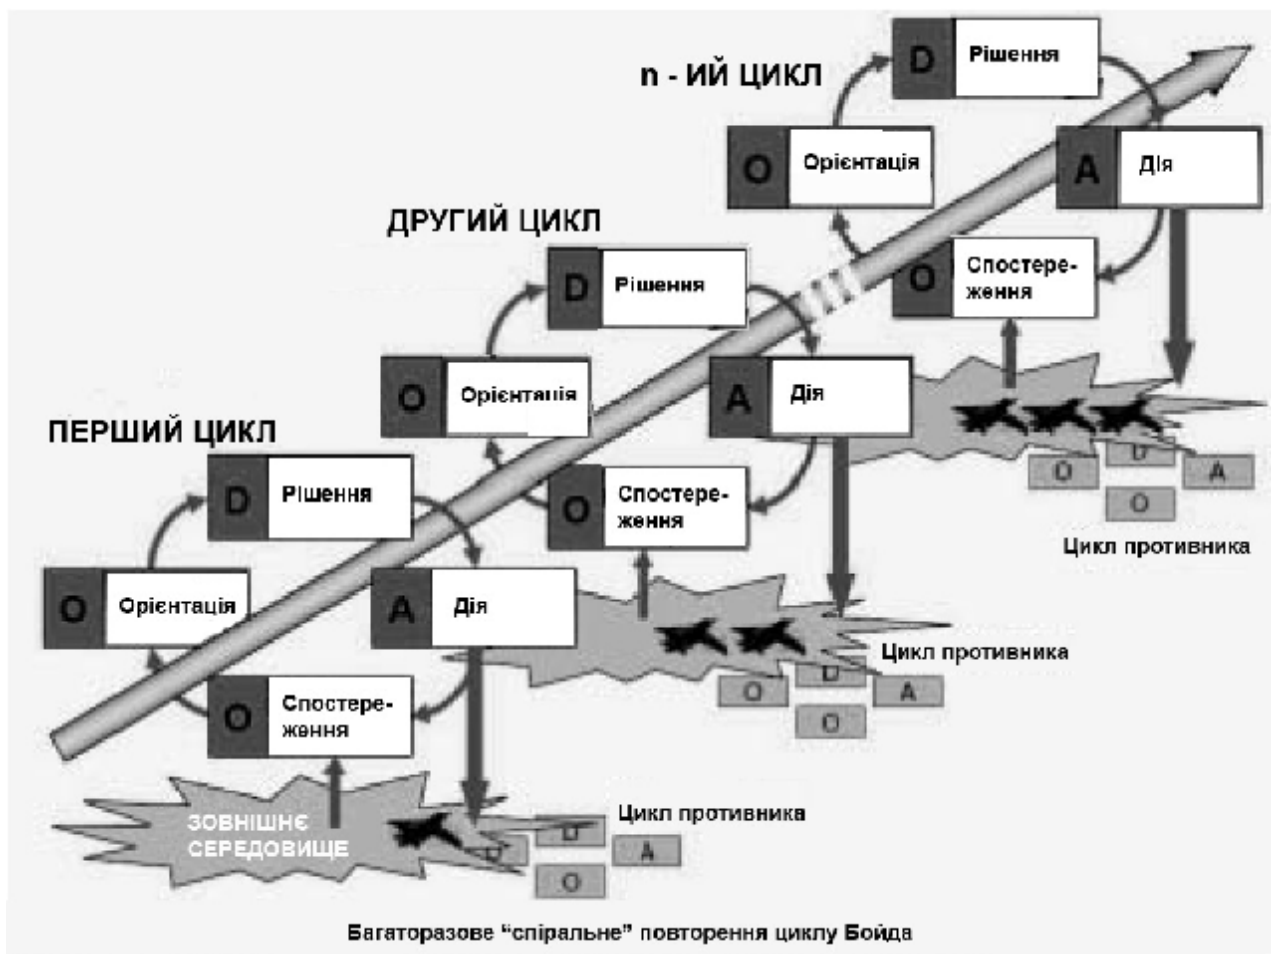 n - ИЙ ЦИКЛ
D
Рішення
O
Орієнтація
A
Дія
O
Спостере-
ження
ДРУГИЙ ЦИКЛ
D
Рішення
O
Орієнтація
A
Дія
O
Спостере-
ження
D
O
A
O
Цикл противника
ПЕРШИЙ ЦИКЛ
D
Рішення
O
Орієнтація
A
Дія
O
Спостере-
ження
Цикл противника
D
O
A
O
ЗОВНІШНЄ
СЕРЕДОВИЩЕ
Цикл противника
D
A
O
Багаторазове “спіральне” повторення циклу Бойда